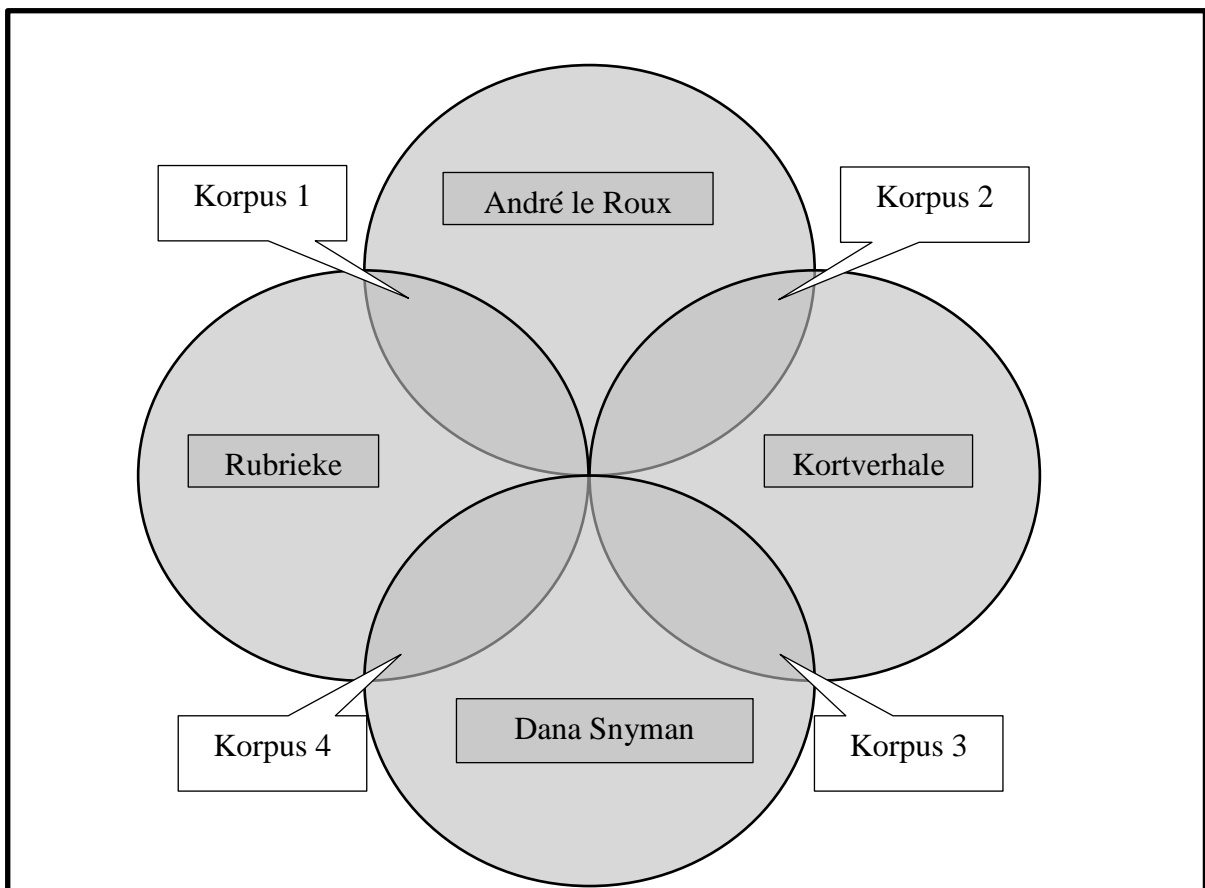 Korpus 1
André le Roux
Korpus 2
Rubrieke
Kortverhale
Korpus 4
Dana Snyman
Korpus 3